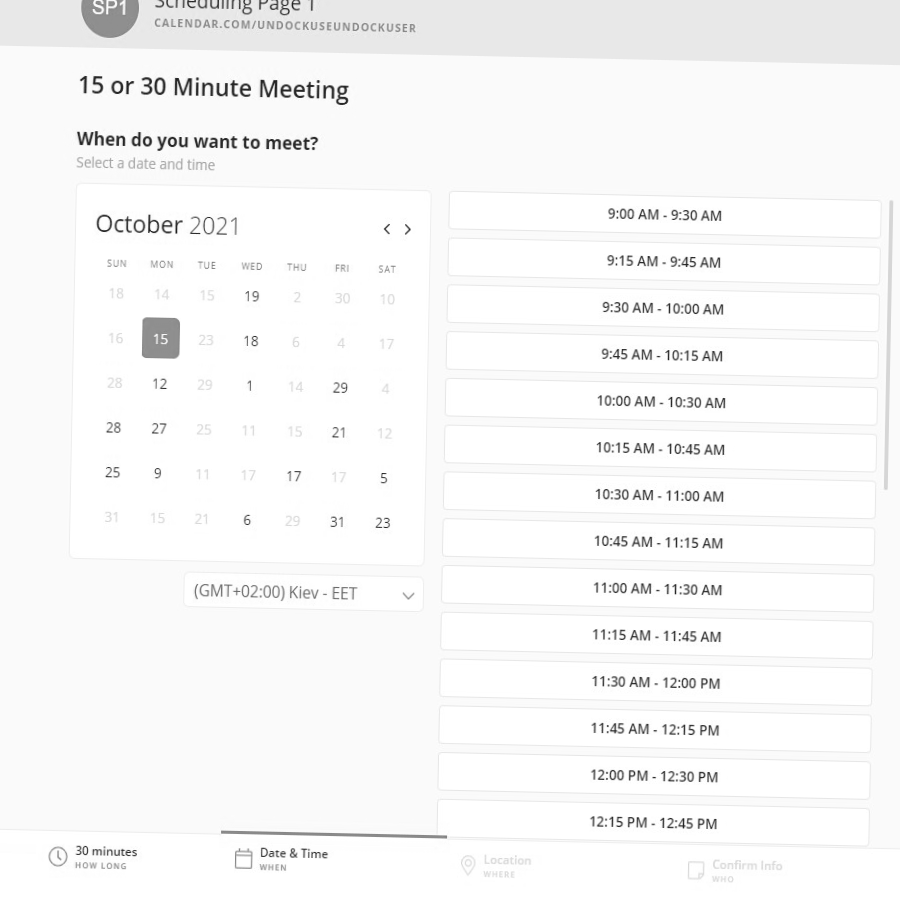 SP1
Scheduling Page 1
CALENDAR.COM/UNDOCKUSEUNDOCKUSER
15 or 30 Minute Meeting
When do you want to meet?
Select a date and time
October 2021
SUN MON TUE WED THU FRI SAT
18 14 15 19 2 30 10
16 15 23 18 6 4 17
28 12 29 1 14 29 4
28 27 25 11 15 21 12
25 9 11 17 17 17 5
31 15 21 6 29 31 23
(GMT+02:00) Kiev - EET
9:00 AM - 9:30 AM
9:15 AM - 9:45 AM
9:30 AM - 10:00 AM
9:45 AM - 10:15 AM
10:00 AM - 10:30 AM
10:15 AM - 10:45 AM
10:30 AM - 11:00 AM
10:45 AM - 11:15 AM
11:00 AM - 11:30 AM
11:15 AM - 11:45 AM
11:30 AM - 12:00 PM
11:45 AM - 12:15 PM
12:00 PM - 12:30 PM
12:15 PM - 12:45 PM
30 minutes
HOW LONG
Date & Time
WHEN
Location
WHERE
Confirm Info
WHO